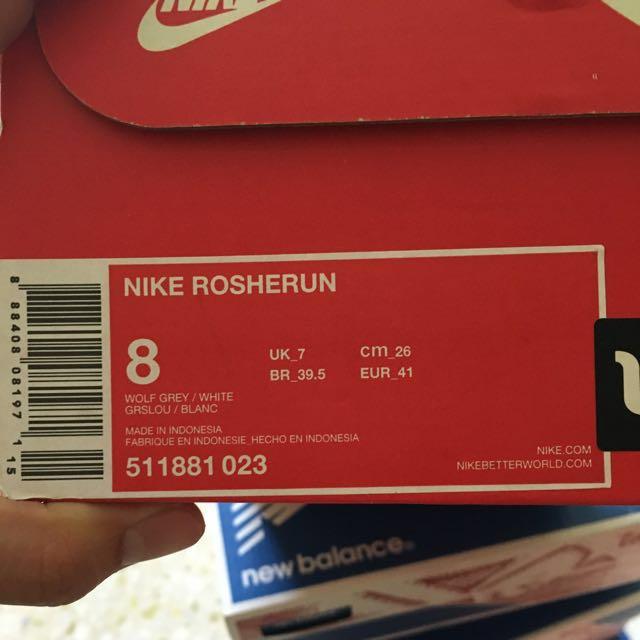 NIKE
NIKE ROSHERUN
8
UK_7 cm_26
BR_39.5 EUR_41
WOLF GREY / WHITE
GRSLOU / BLANC
MADE IN INDONESIA
FABRIQUE EN INDONESIE_HECHO EN INDONESIA
511881 023
NIKE.COM
NIKEBETTERWORLD.COM
8 88408 08197 1 15
new balance